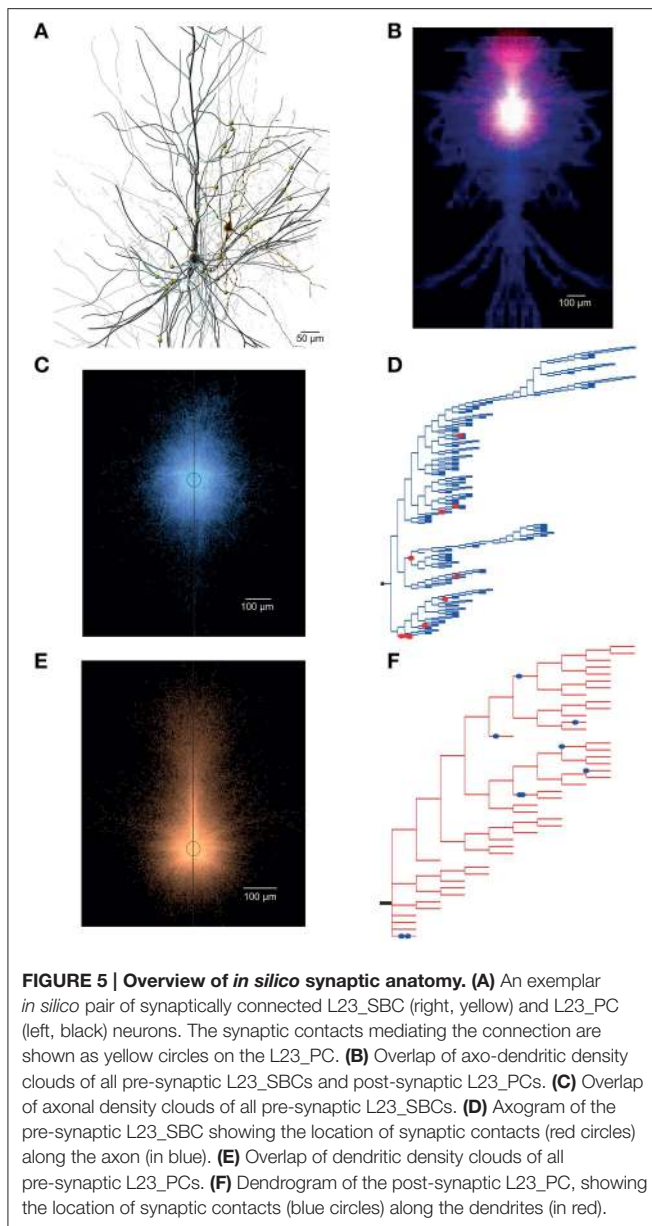 A
B
50 μm
100 μm
C
D
100 μm
E
F
100 μm
FIGURE 5 | Overview of in silico synaptic anatomy. (A) An exemplar
in silico pair of synaptically connected L23_SBC (right, yellow) and L23_PC
(left, black) neurons. The synaptic contacts mediating the connection are
shown as yellow circles on the L23_PC. (B) Overlap of axo-dendritic density
clouds of all pre-synaptic L23_SBCs and post-synaptic L23_PCs. (C) Overlap
of axonal density clouds of all pre-synaptic L23_SBCs. (D) Axogram of the
pre-synaptic L23_SBC showing the location of synaptic contacts (red circles)
along the axon (in blue). (E) Overlap of dendritic density clouds of all
pre-synaptic L23_PCs. (F) Dendrogram of the post-synaptic L23_PC, showing
the location of synaptic contacts (blue circles) along the dendrites (in red).